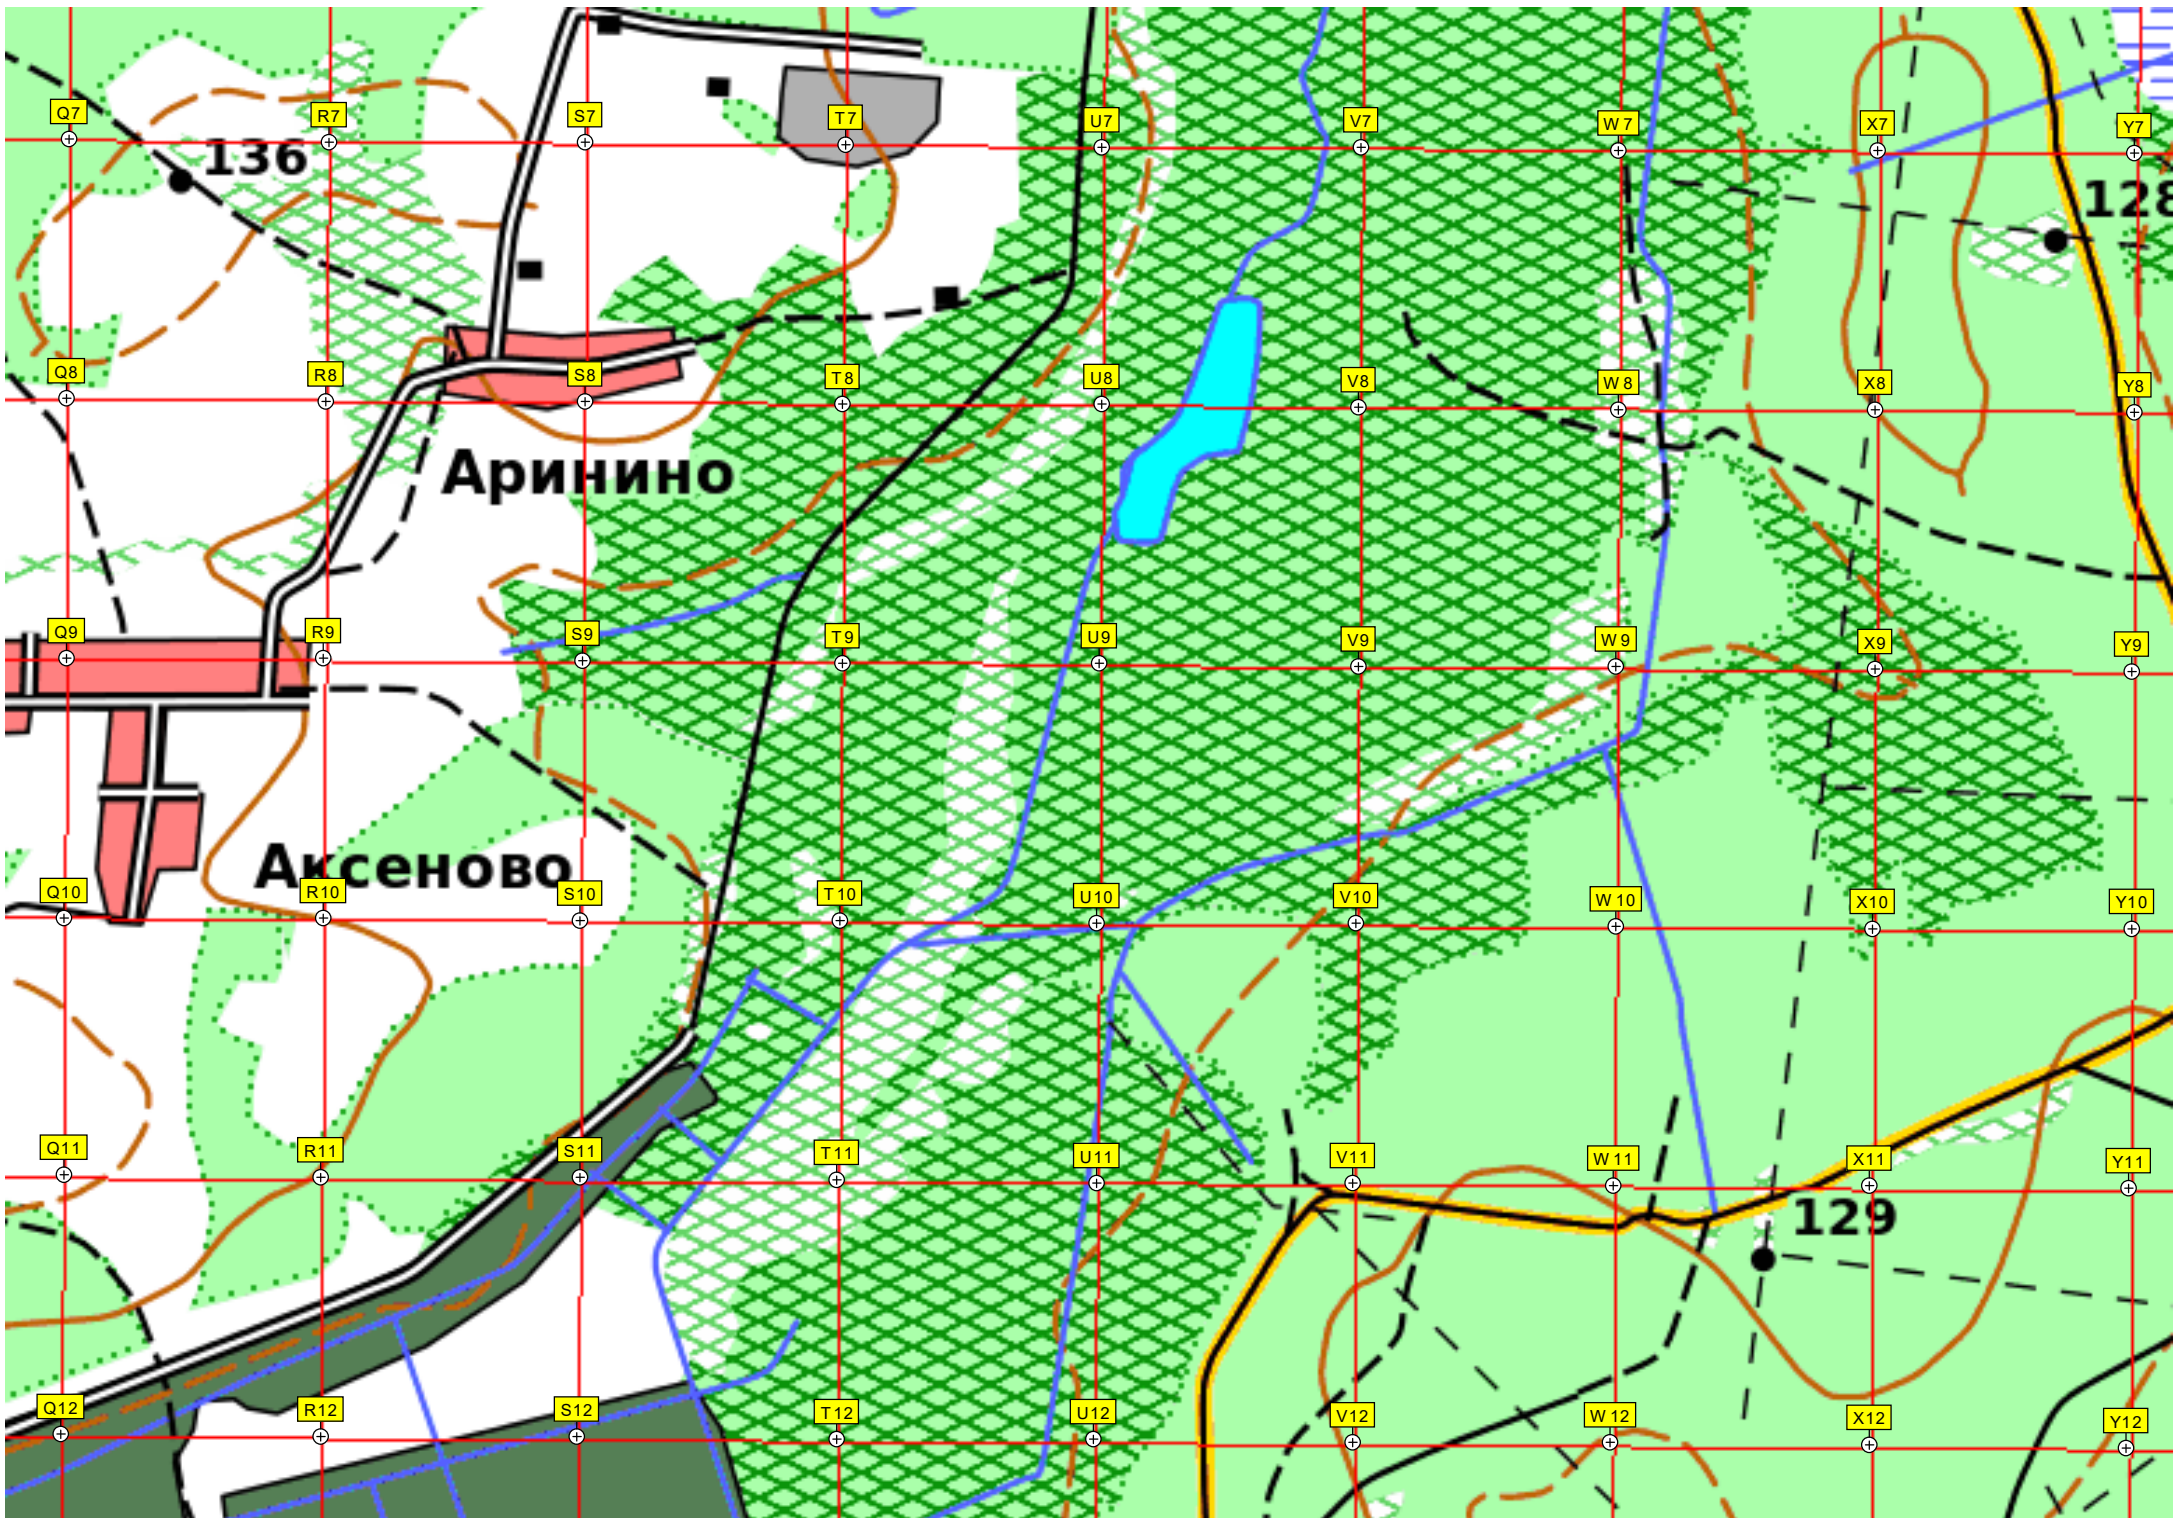 Q7 R7 S7 T7 U7 V7 W7 X7 Y7
136
128
Q8 R8 S8 T8 U8 V8 W8 X8 Y8
Аринино
Q9 R9 S9 T9 U9 V9 W9 X9 Y9
Аксеново
Q10 R10 S10 T10 U10 V10 W10 X10 Y10
Q11 R11 S11 T11 U11 V11 W11 X11 Y11
129
Q12 R12 S12 T12 U12 V12 W12 X12 Y12